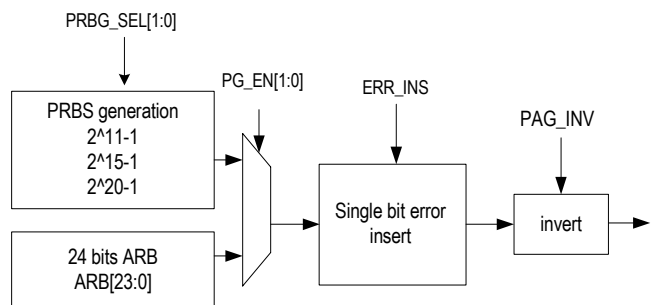 PRBG_SEL[1:0]
PG_EN[1:0]
ERR_INS
PAG_INV
PRBS generation
2^11-1
2^15-1
2^20-1
Single bit error
insert
invert
24 bits ARB
ARB[23:0]